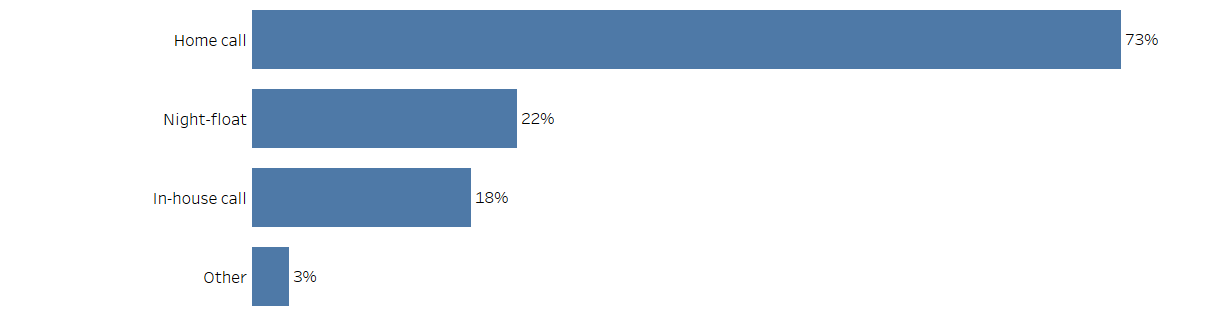 Home call 73%
Night-float 22%
In-house call 18%
Other 3%